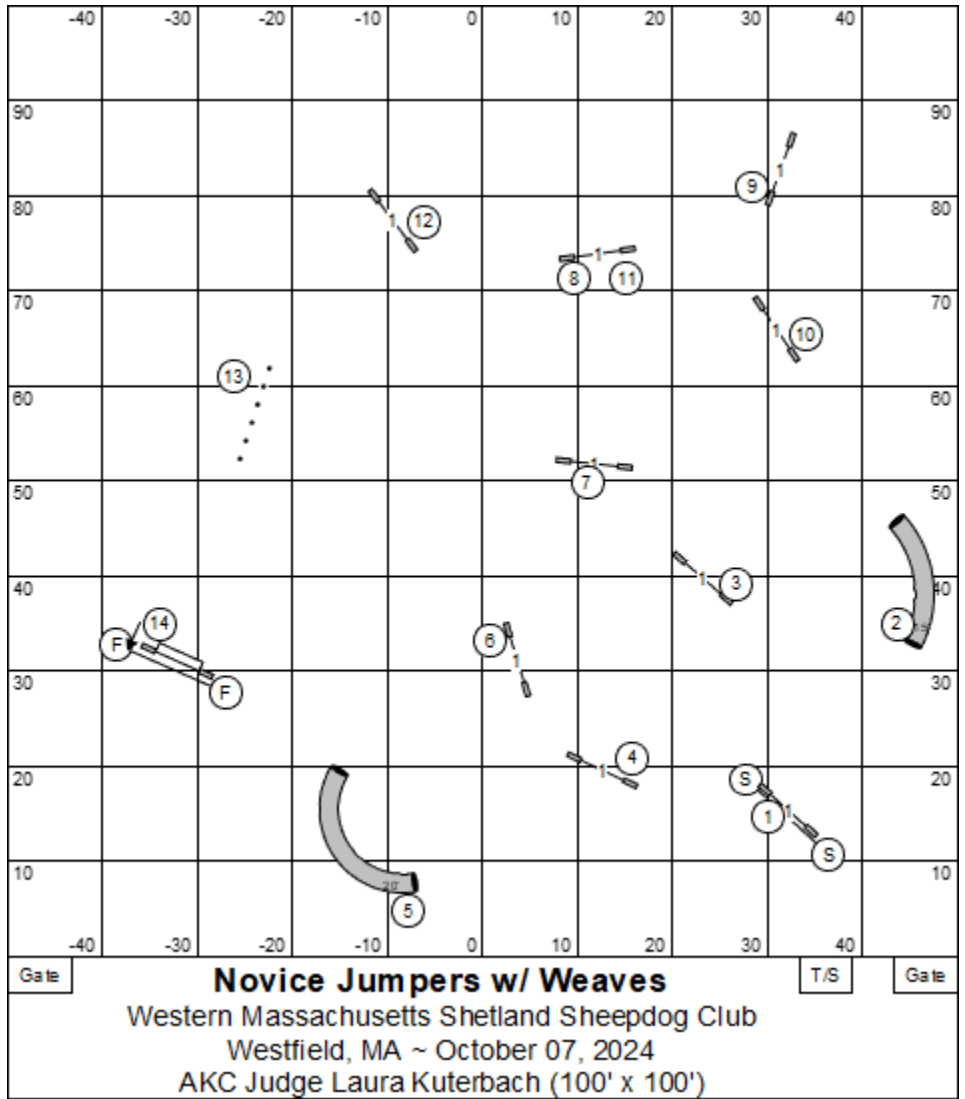 -40 -30 -20 -10 0 10 20 30 40
90 90
1
9
80 80
12
1
1
8 11
70 70
10
1
13
60 60
1
7
50 50
1
3
40 40
2
14
F
6
1
30 30
F
4
1
20 20
S
1
1
S
10 10
20'
5
-40 -30 -20 -10 0 10 20 30 40
Gate T/S Gate
Novice Jumpers w/ Weaves
Western Massachusetts Shetland Sheepdog Club
Westfield, MA ~ October 07, 2024
AKC Judge Laura Kuterbach (100' x 100')